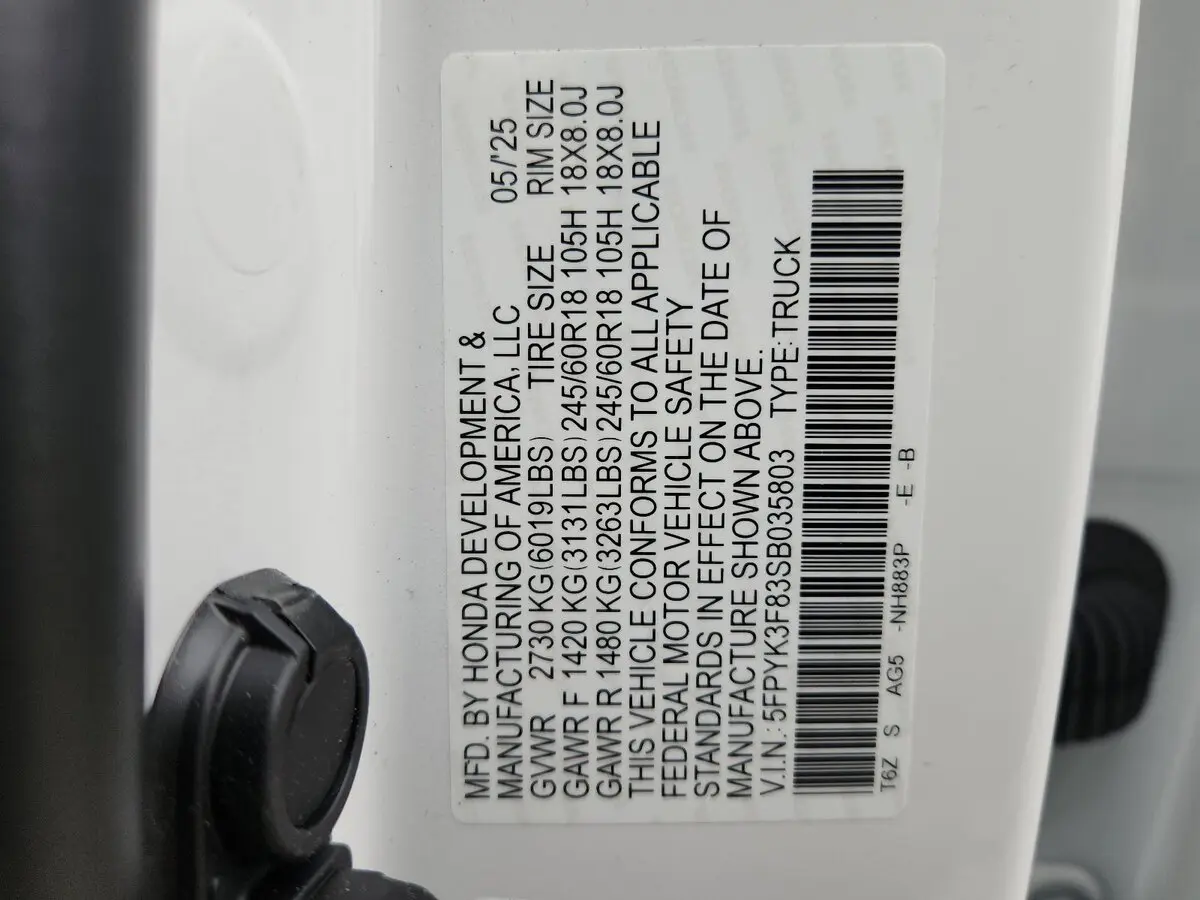 MFD. BY HONDA DEVELOPMENT &
MANUFACTURING OF AMERICA, LLC 05/'25
GVWR 2730 KG(6019LBS) TIRE SIZE RIM SIZE
GAWR F 1420 KG(3131LBS)245/60R18 105H 18X8.0J
GAWR R 1480 KG(3263LBS)245/60R18 105H 18X8.0J
THIS VEHICLE CONFORMS TO ALL APPLICABLE
FEDERAL MOTOR VEHICLE SAFETY
STANDARDS IN EFFECT ON THE DATE OF
MANUFACTURE SHOWN ABOVE.
V.I.N.: 5FPYK3F83SB035803 TYPE:TRUCK
T6Z S AG5 -NH883P -E -B